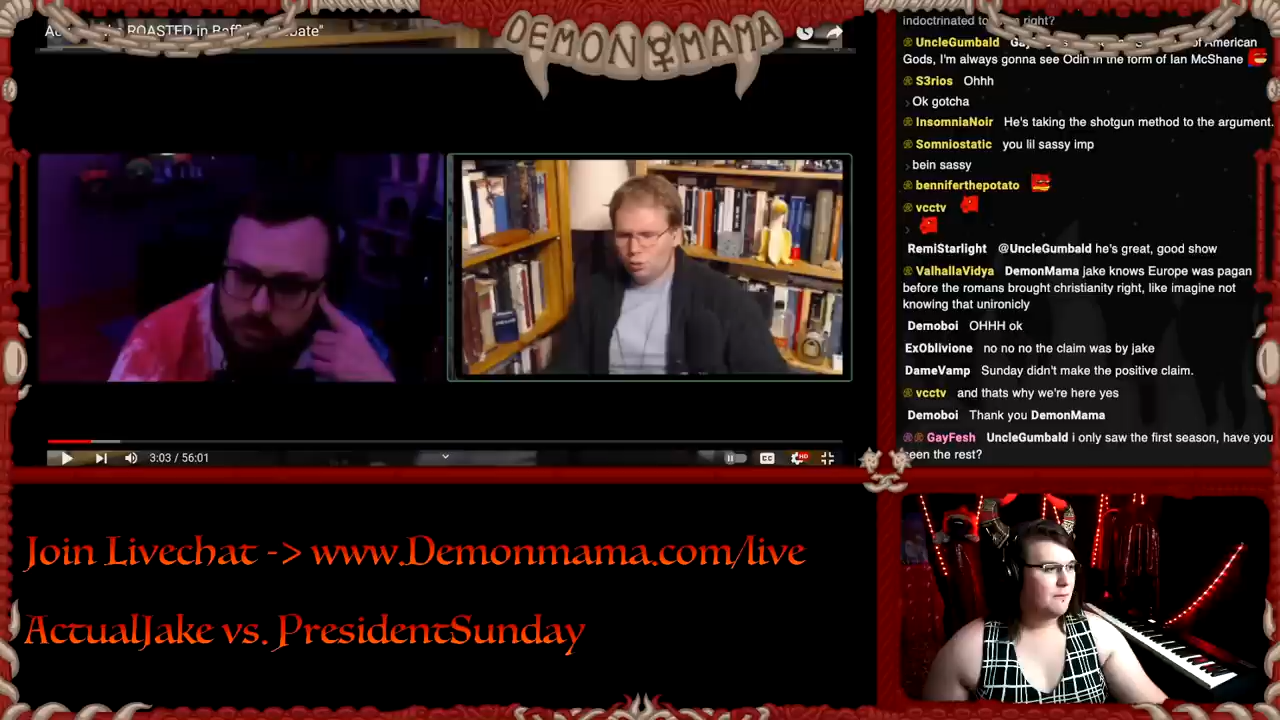 ROASTED in
DEMON MAMA
3:03 / 56:01
HD
Join Livechat -> www.Demonmama.com/live
ActualJake vs. PresidentSunday
UncleGumbald
American
Gods, I'm always gonna see Odin in the form of Ian McShane
S3rios Ohhh
Ok gotcha
InsomniaNoir He's taking the shotgun method to the argument.
Somniostatic you lil sassy imp
bein sassy
benniferthepotato
vcctv
RemiStarlight @UncleGumbald he's great, good show
ValhallaVidya DemonMama jake knows Europe was pagan
before the romans brought christianity right, like imagine not
knowing that unironicly
Demoboi OHHH ok
ExOblivione no no no the claim was by jake
DameVamp Sunday didn't make the positive claim.
vcctv and thats why we're here yes
Demoboi Thank you DemonMama
GayFesh UncleGumbald i only saw the first season, have you
seen the rest?